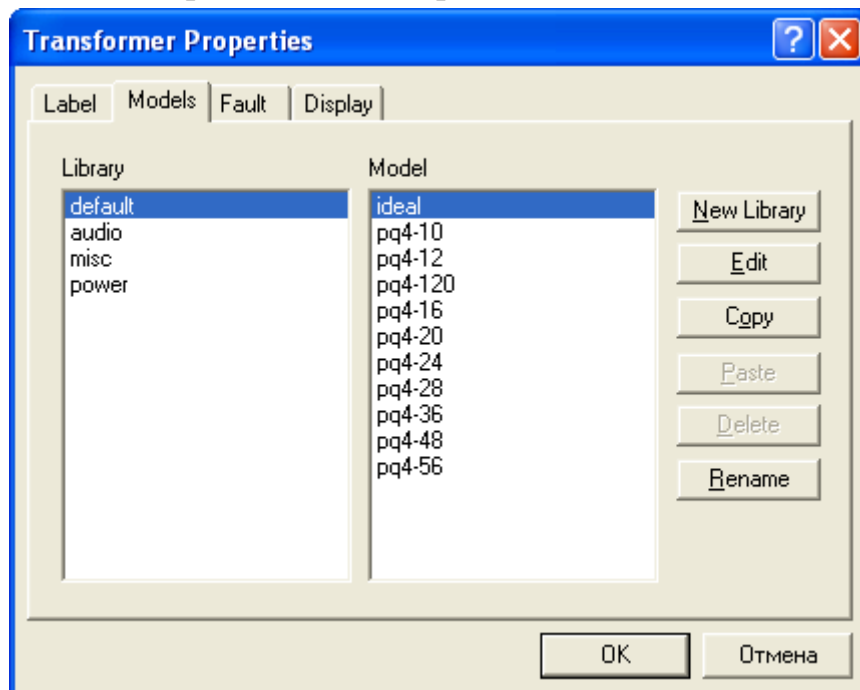 Transformer Properties
Label Models Fault Display
Library Model
default ideal New Library
audio pq4-10
misc pq4-12 Edit
power pq4-120
pq4-16 Copy
pq4-20
pq4-24 Paste
pq4-28
pq4-36 Delete
pq4-48
pq4-56 Rename
OK Отмена